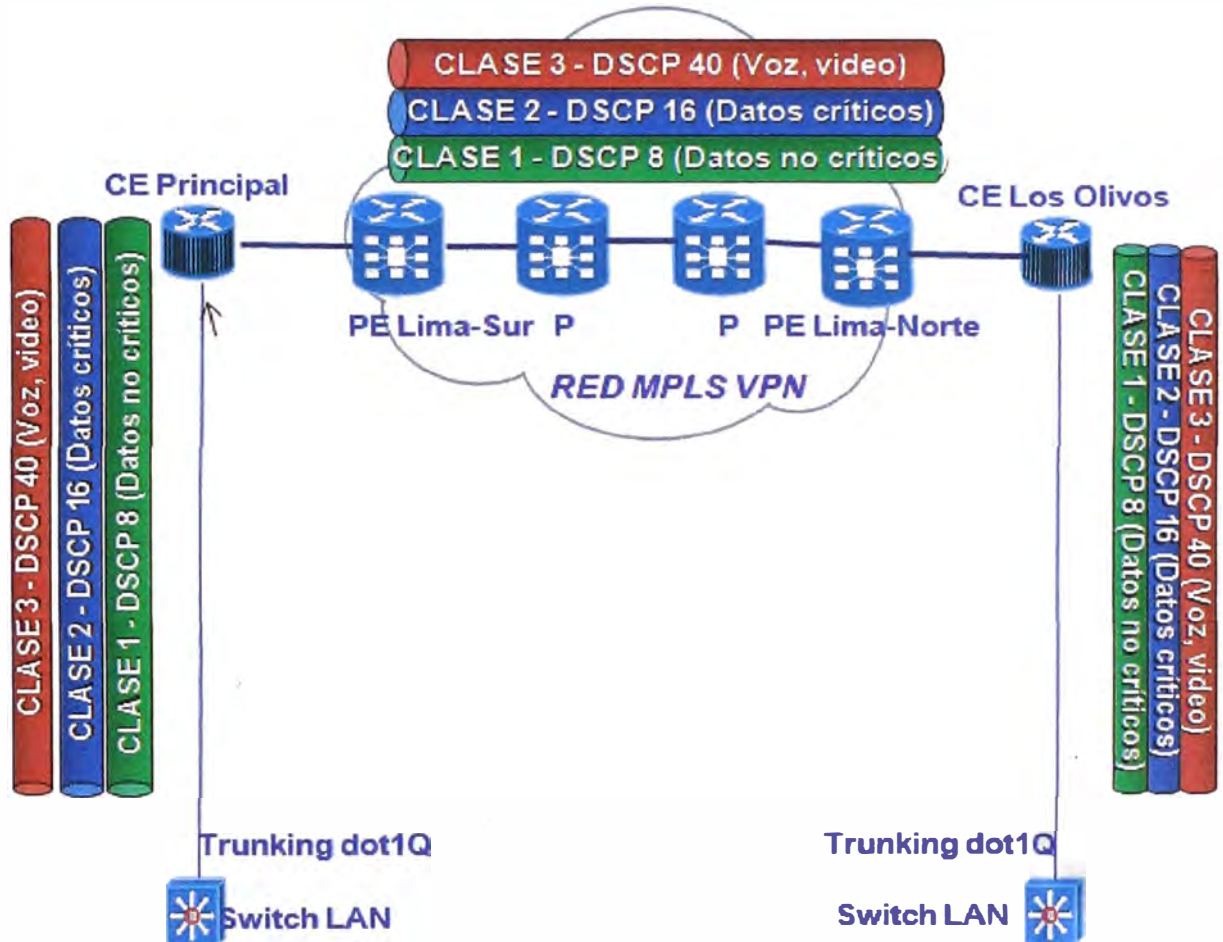 CLASE 3 - DSCP 40 (Voz, video)
CLASE 2 - DSCP 16 (Datos críticos)
CLASE 1 - DSCP 8 (Datos no críticos)
CE Principal
CE Los Olivos
PE Lima-Sur
P
P
PE Lima-Norte
RED MPLS VPN
CLASE 3 - DSCP 40 (Voz, video)
CLASE 2 - DSCP 16 (Datos críticos)
CLASE 1 - DSCP 8 (Datos no críticos)
CLASE 1 - DSCP 8 (Datos no críticos)
CLASE 2 - DSCP 16 (Datos críticos)
CLASE 3 - DSCP 40 (Voz, video)
Trunking dot1Q
Trunking dot1Q
Switch LAN
Switch LAN